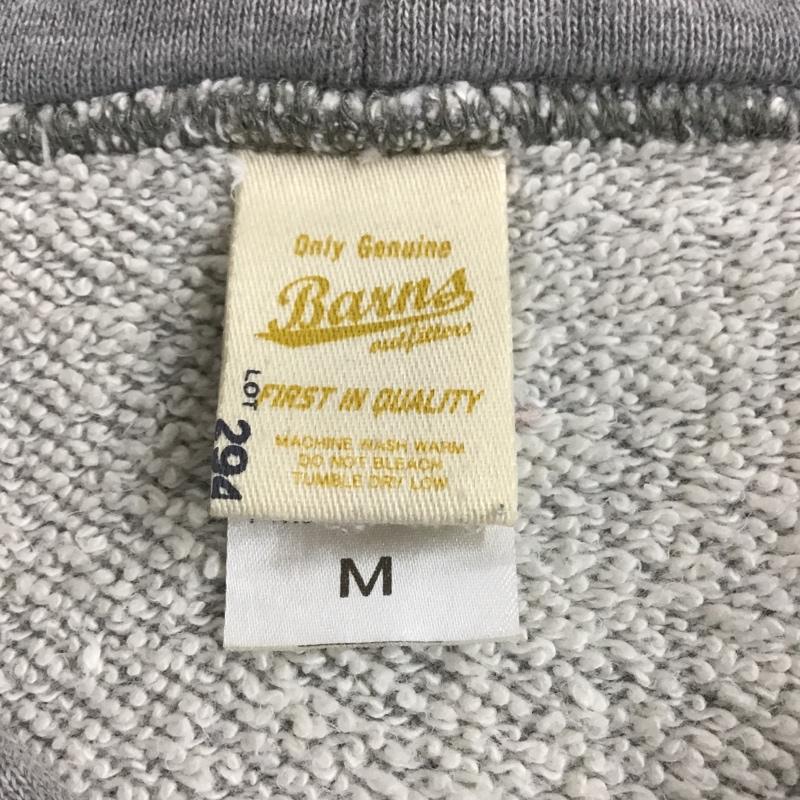 Only Genuine
Barns
outfitters
FIRST IN QUALITY
LOT 294
MACHINE WASH WARM
DO NOT BLEACH
TUMBLE DRY LOW
M